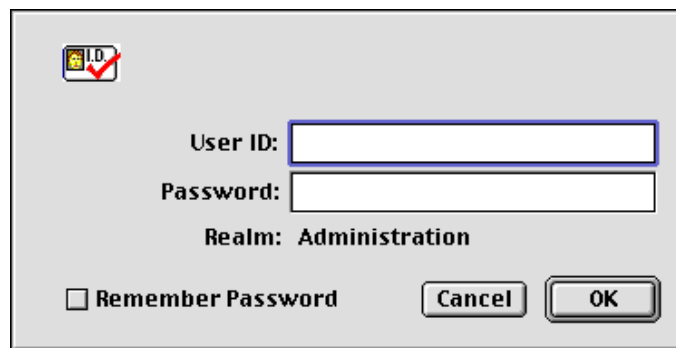 I.D.
User ID:
Password:
Realm: Administration
Remember Password Cancel OK